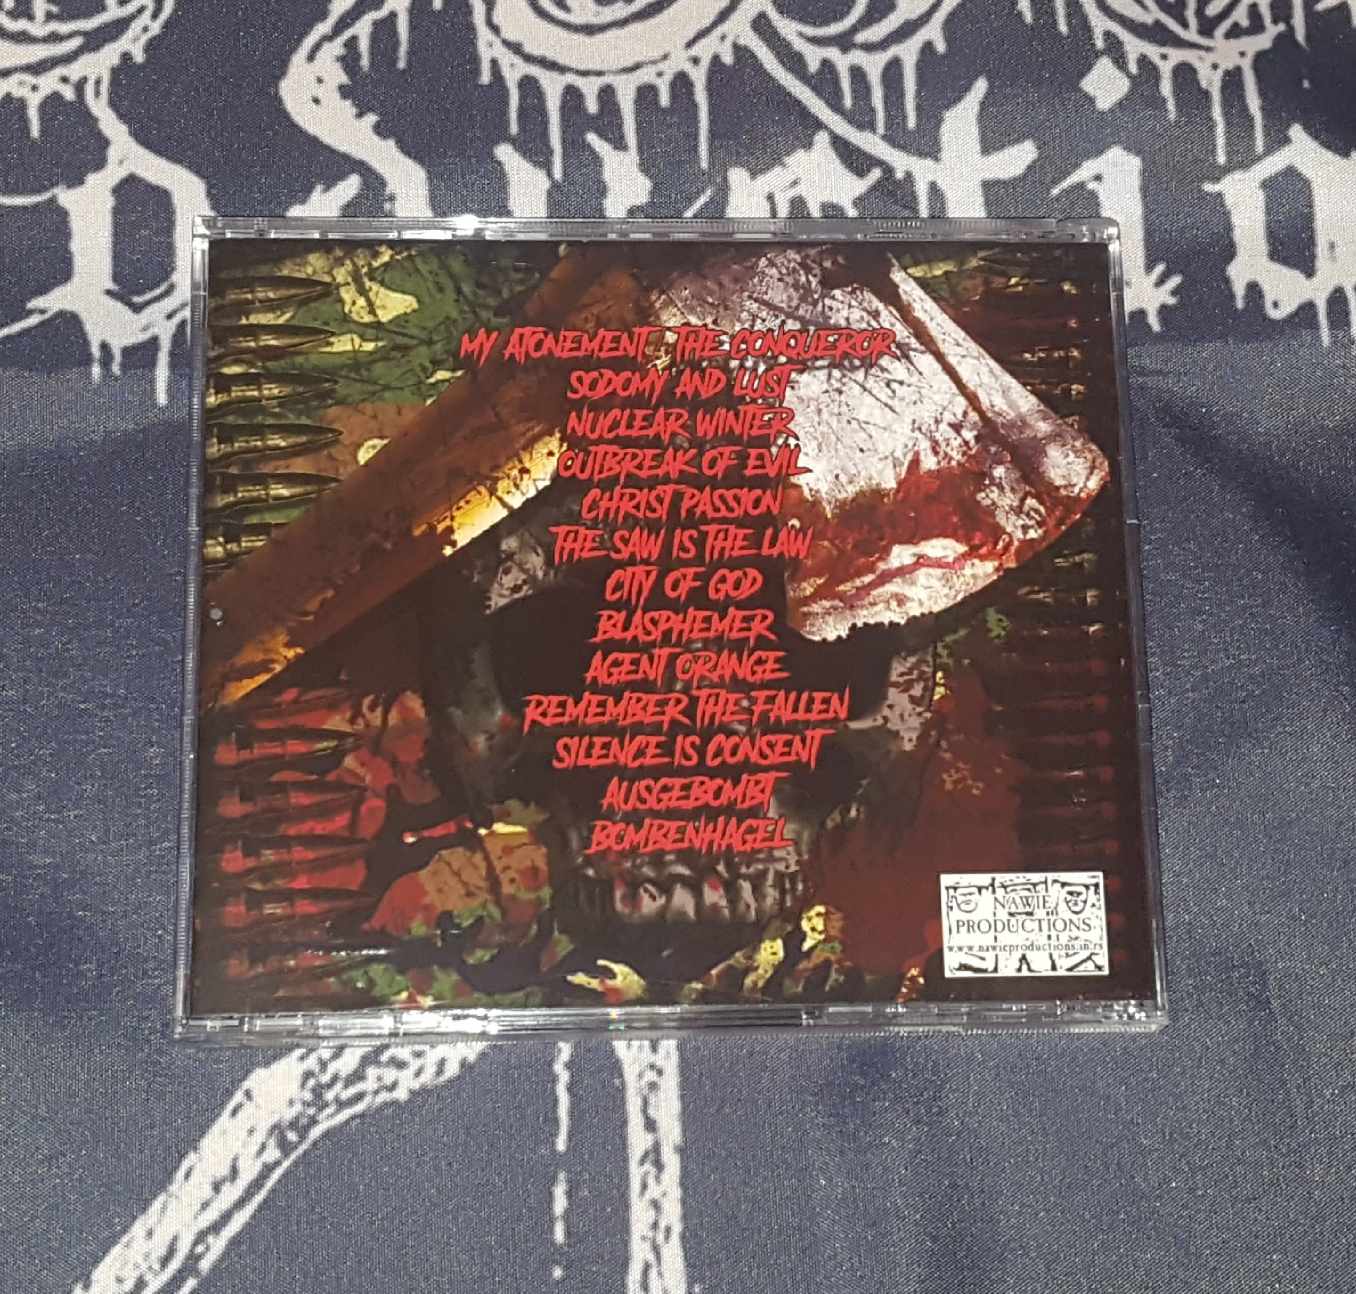 MY ATONEMENT / THE CONQUEROR
SODOMY AND LUST
NUCLEAR WINTER
OUTBREAK OF EVIL
CHRIST PASSION
THE SAW IS THE LAW
CITY OF GOD
BLASPHEMER
AGENT ORANGE
REMEMBER THE FALLEN
SILENCE IS CONSENT
AUSGEBOMBT
BOMBENHAGEL
NAWIE
PRODUCTIONS
www.nawieproductions.in.rs